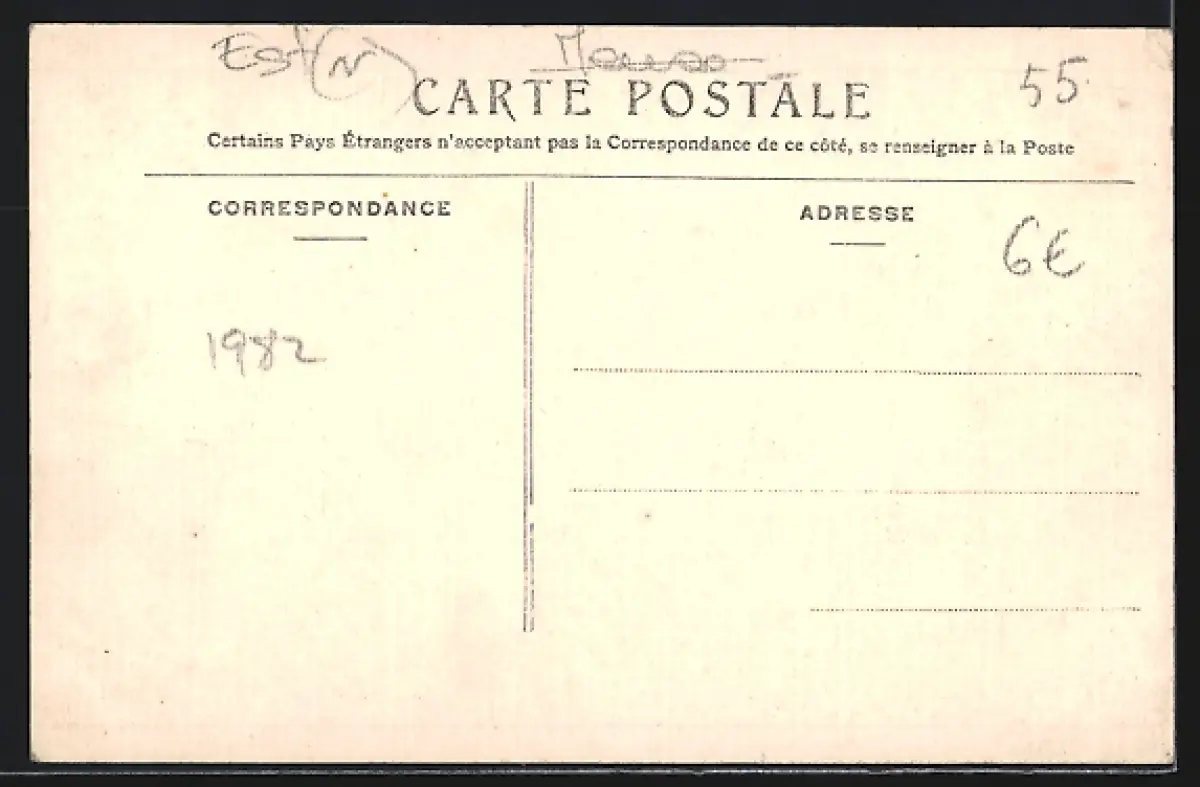 Est (N) 55
CARTE POSTALE
Certains Pays Étrangers n'acceptant pas la Correspondance de ce côté, se renseigner à la Poste
CORRESPONDANCE
ADRESSE
6€
1982